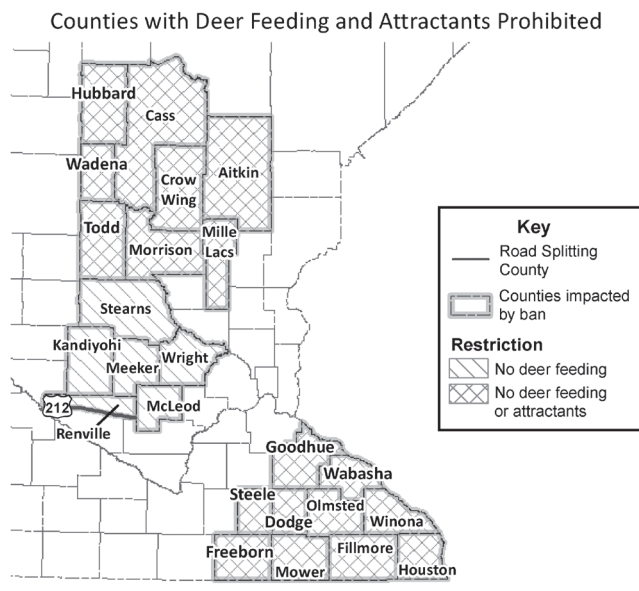 Counties with Deer Feeding and Attractants Prohibited
Hubbard
Cass
Wadena
Crow
Wing
Aitkin
Todd
Mille
Lacs
Morrison
Stearns
Kandiyohi
Meeker
Wright
212
McLeod
Renville
Goodhue
Wabasha
Steele
Dodge
Olmsted
Winona
Freeborn
Mower
Fillmore
Houston
Key
Road Splitting
County
Counties impacted
by ban
Restriction
No deer feeding
No deer feeding
or attractants